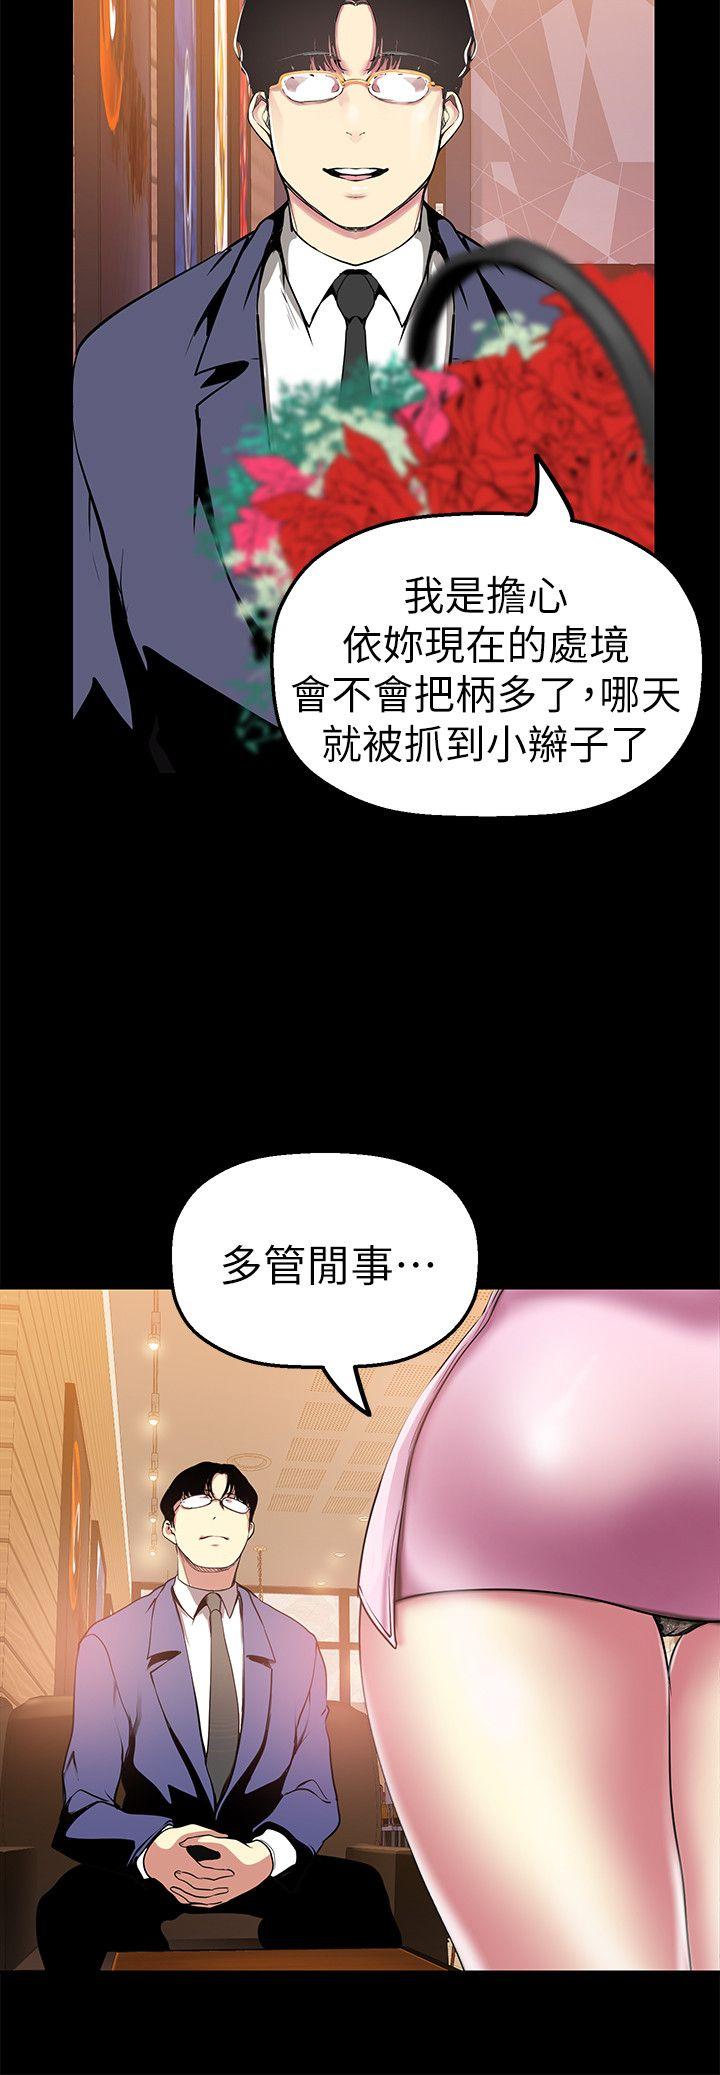 我是擔心
依妳現在的處境
會不會把柄多了，哪天
就被抓到小辮子了
多管閒事⋯